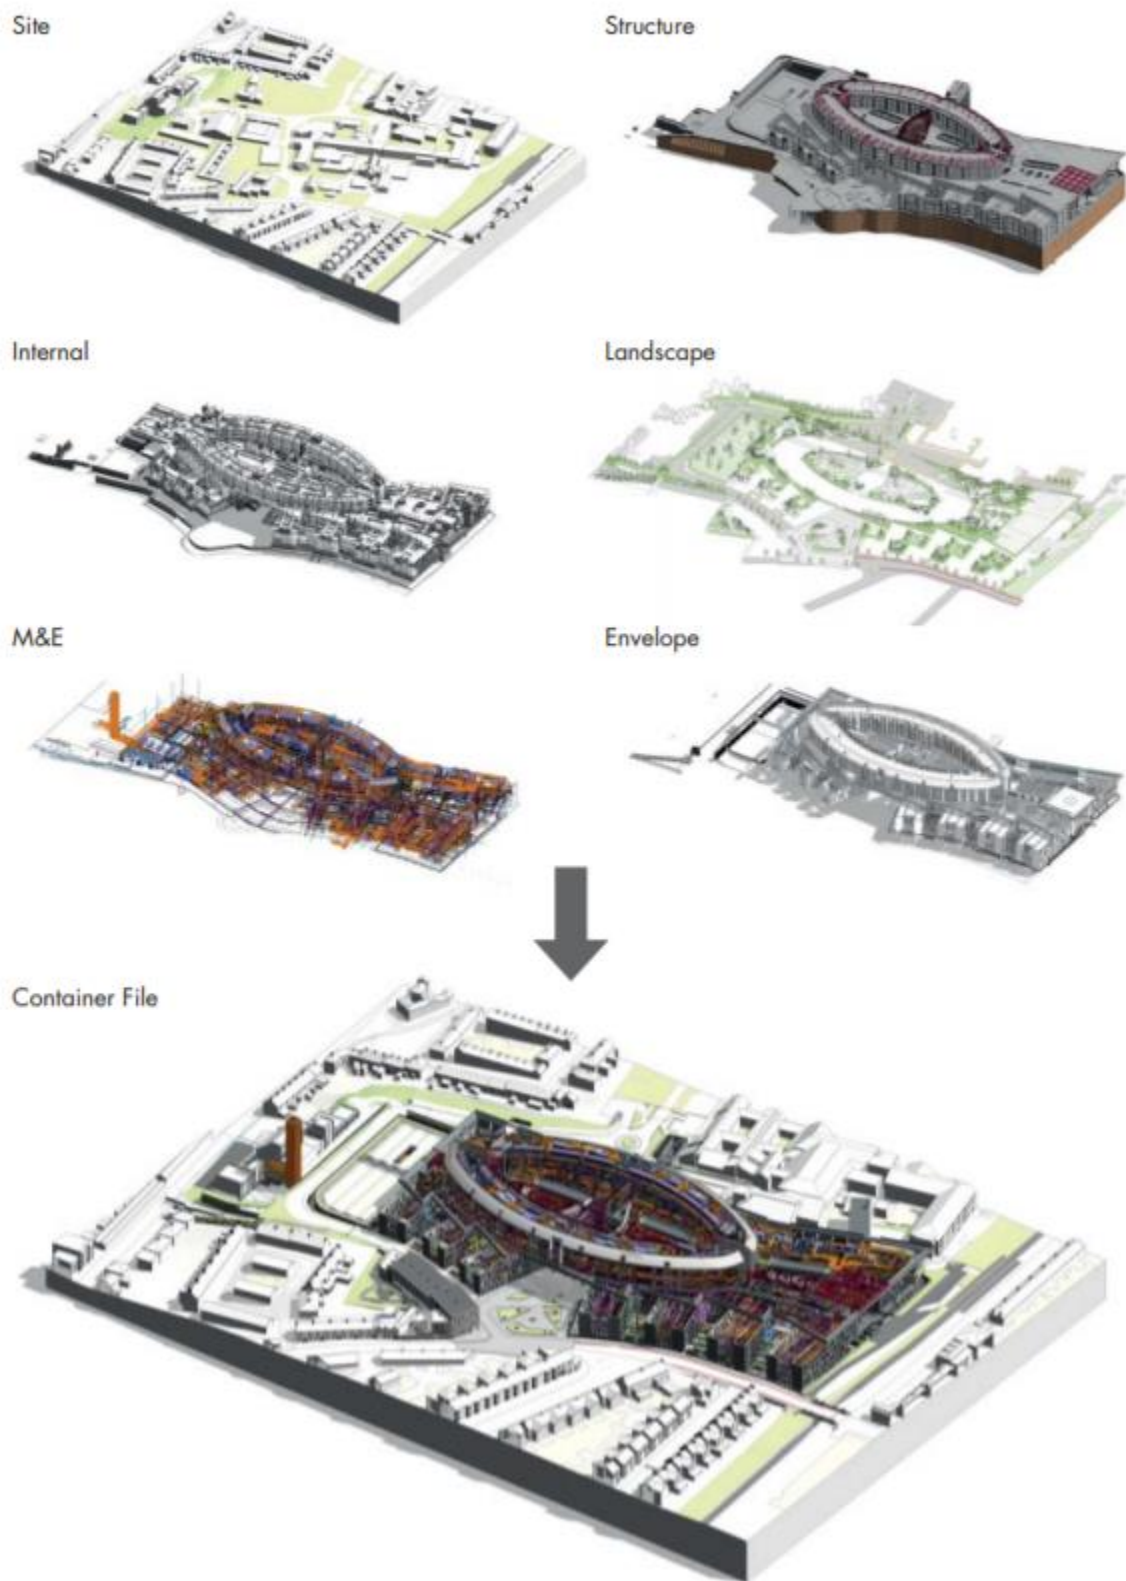 Site
Structure
Internal
Landscape
M&E
Envelope
Container File